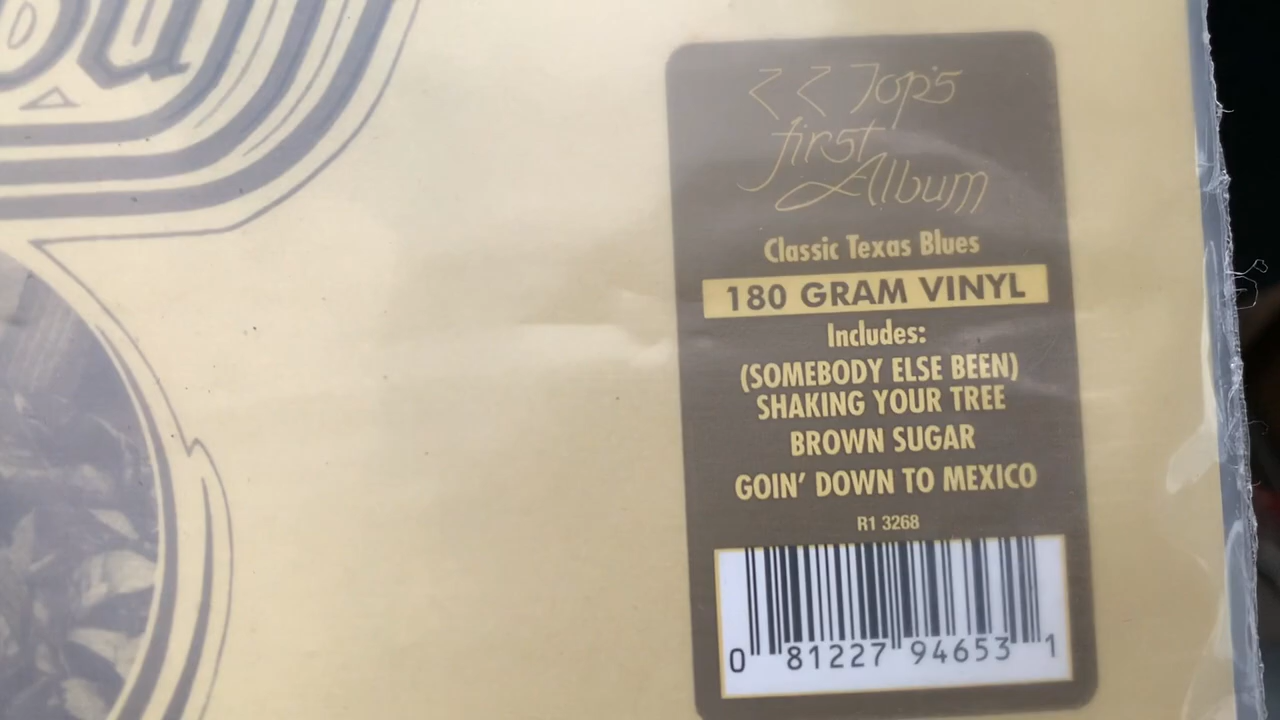 ZZ Top's
first
Album
Classic Texas Blues
180 GRAM VINYL
Includes:
(SOMEBODY ELSE BEEN)
SHAKING YOUR TREE
BROWN SUGAR
GOIN' DOWN TO MEXICO
R1 3268
0 81227 94653 1